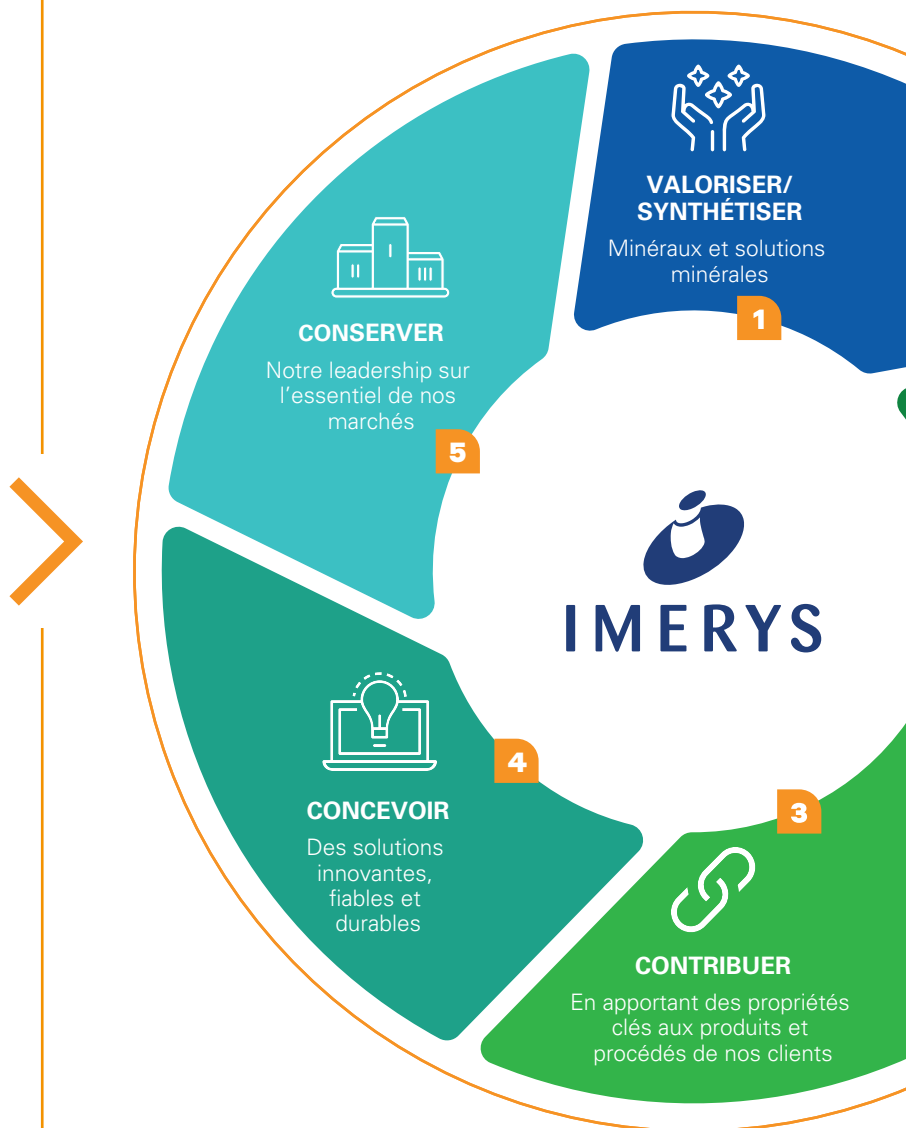 VALORISER/
SYNTHÉTISER
Minéraux et solutions
minérales
1
CONSERVER
Notre leadership sur
l'essentiel de nos
marchés
5
IMERYS
4
CONCEVOIR
Des solutions
innovantes,
fiables et
durables
3
CONTRIBUER
En apportant des propriétés
clés aux produits et
procédés de nos clients